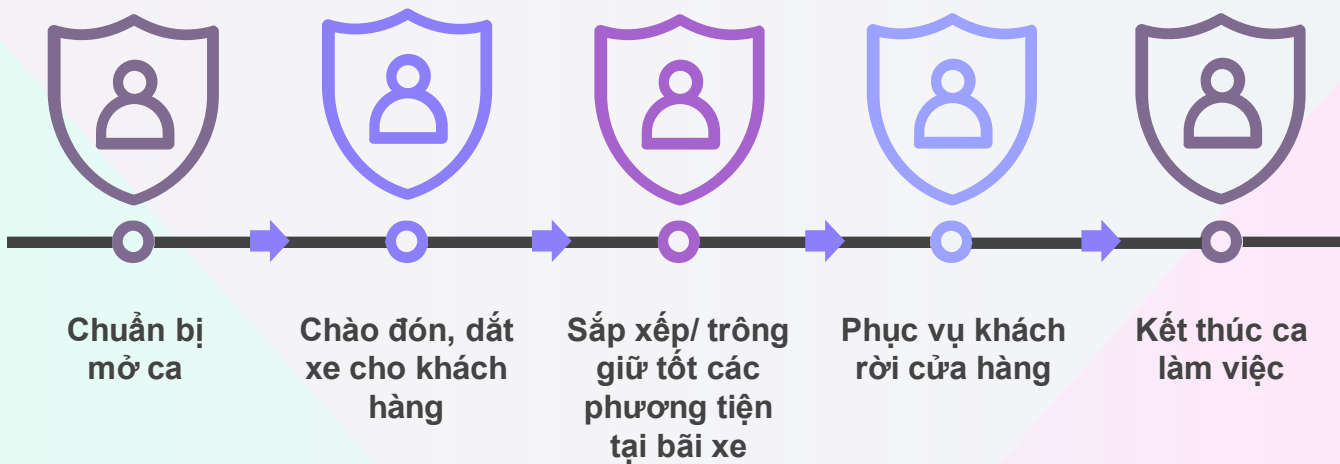 Chuẩn bị
mở ca
Chào đón, dắt
xe cho khách
hàng
Sắp xếp/ trông
giữ tốt các
phương tiện
tại bãi xe
Phục vụ khách
rời cửa hàng
Kết thúc ca
làm việc